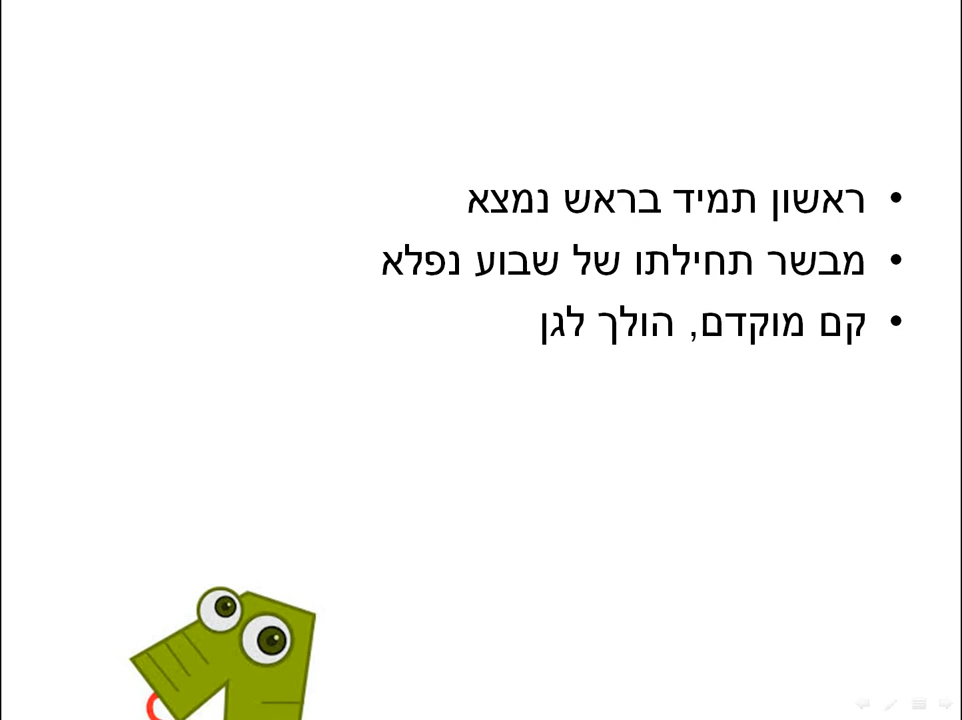 • ראשון תמיד בראש נמצא
• מבשר תחילתו של שבוע נפלא
• קם מוקדם, הולך לגן